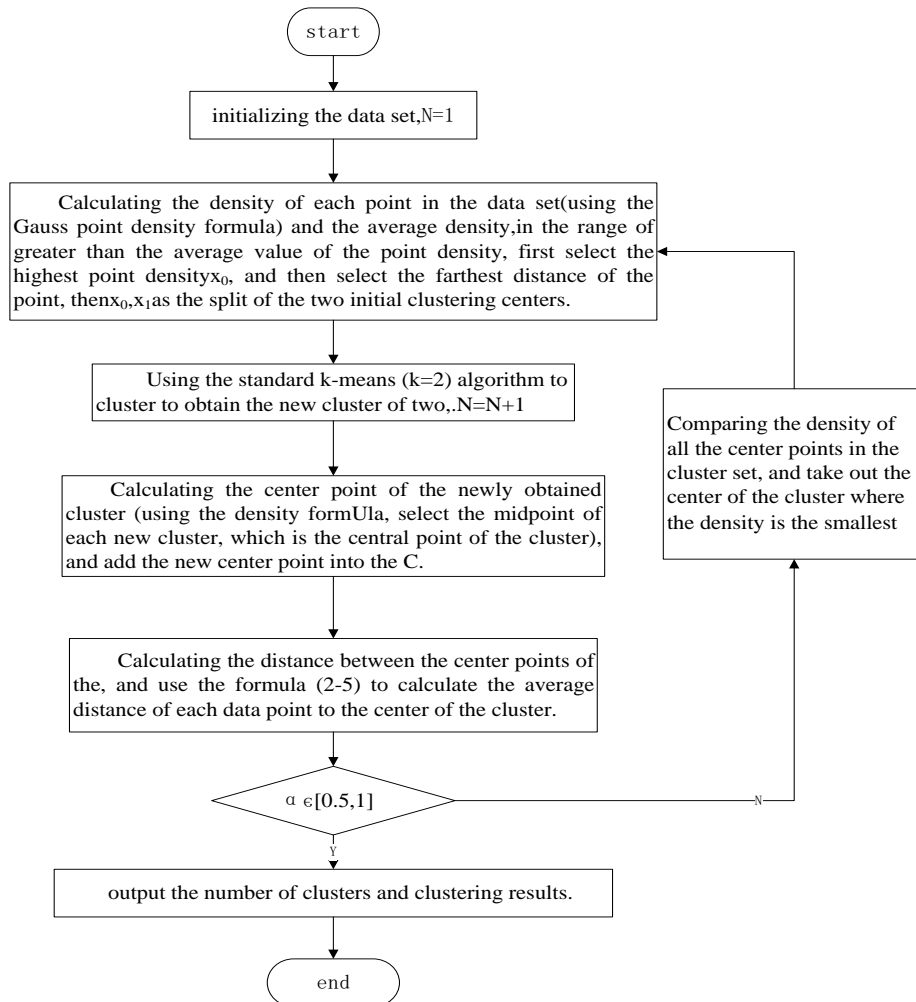 start
initializing the data set,N=1
Calculating the density of each point in the data set(using the
Gauss point density formula) and the average density,in the range of
greater than the average value of the point density, first select the
highest point densityx₀, and then select the farthest distance of the
point, thenx₀,x₁as the split of the two initial clustering centers.
Using the standard k-means (k=2) algorithm to
cluster to obtain the new cluster of two,.N=N+1
Calculating the center point of the newly obtained
cluster (using the density formUla, select the midpoint of
each new cluster, which is the central point of the cluster),
and add the new center point into the C.
Calculating the distance between the center points of
the, and use the formula (2-5) to calculate the average
distance of each data point to the center of the cluster.
α ϵ[0.5,1]
N
Comparing the density of
all the center points in the
cluster set, and take out the
center of the cluster where
the density is the smallest
Y
output the number of clusters and clustering results.
end